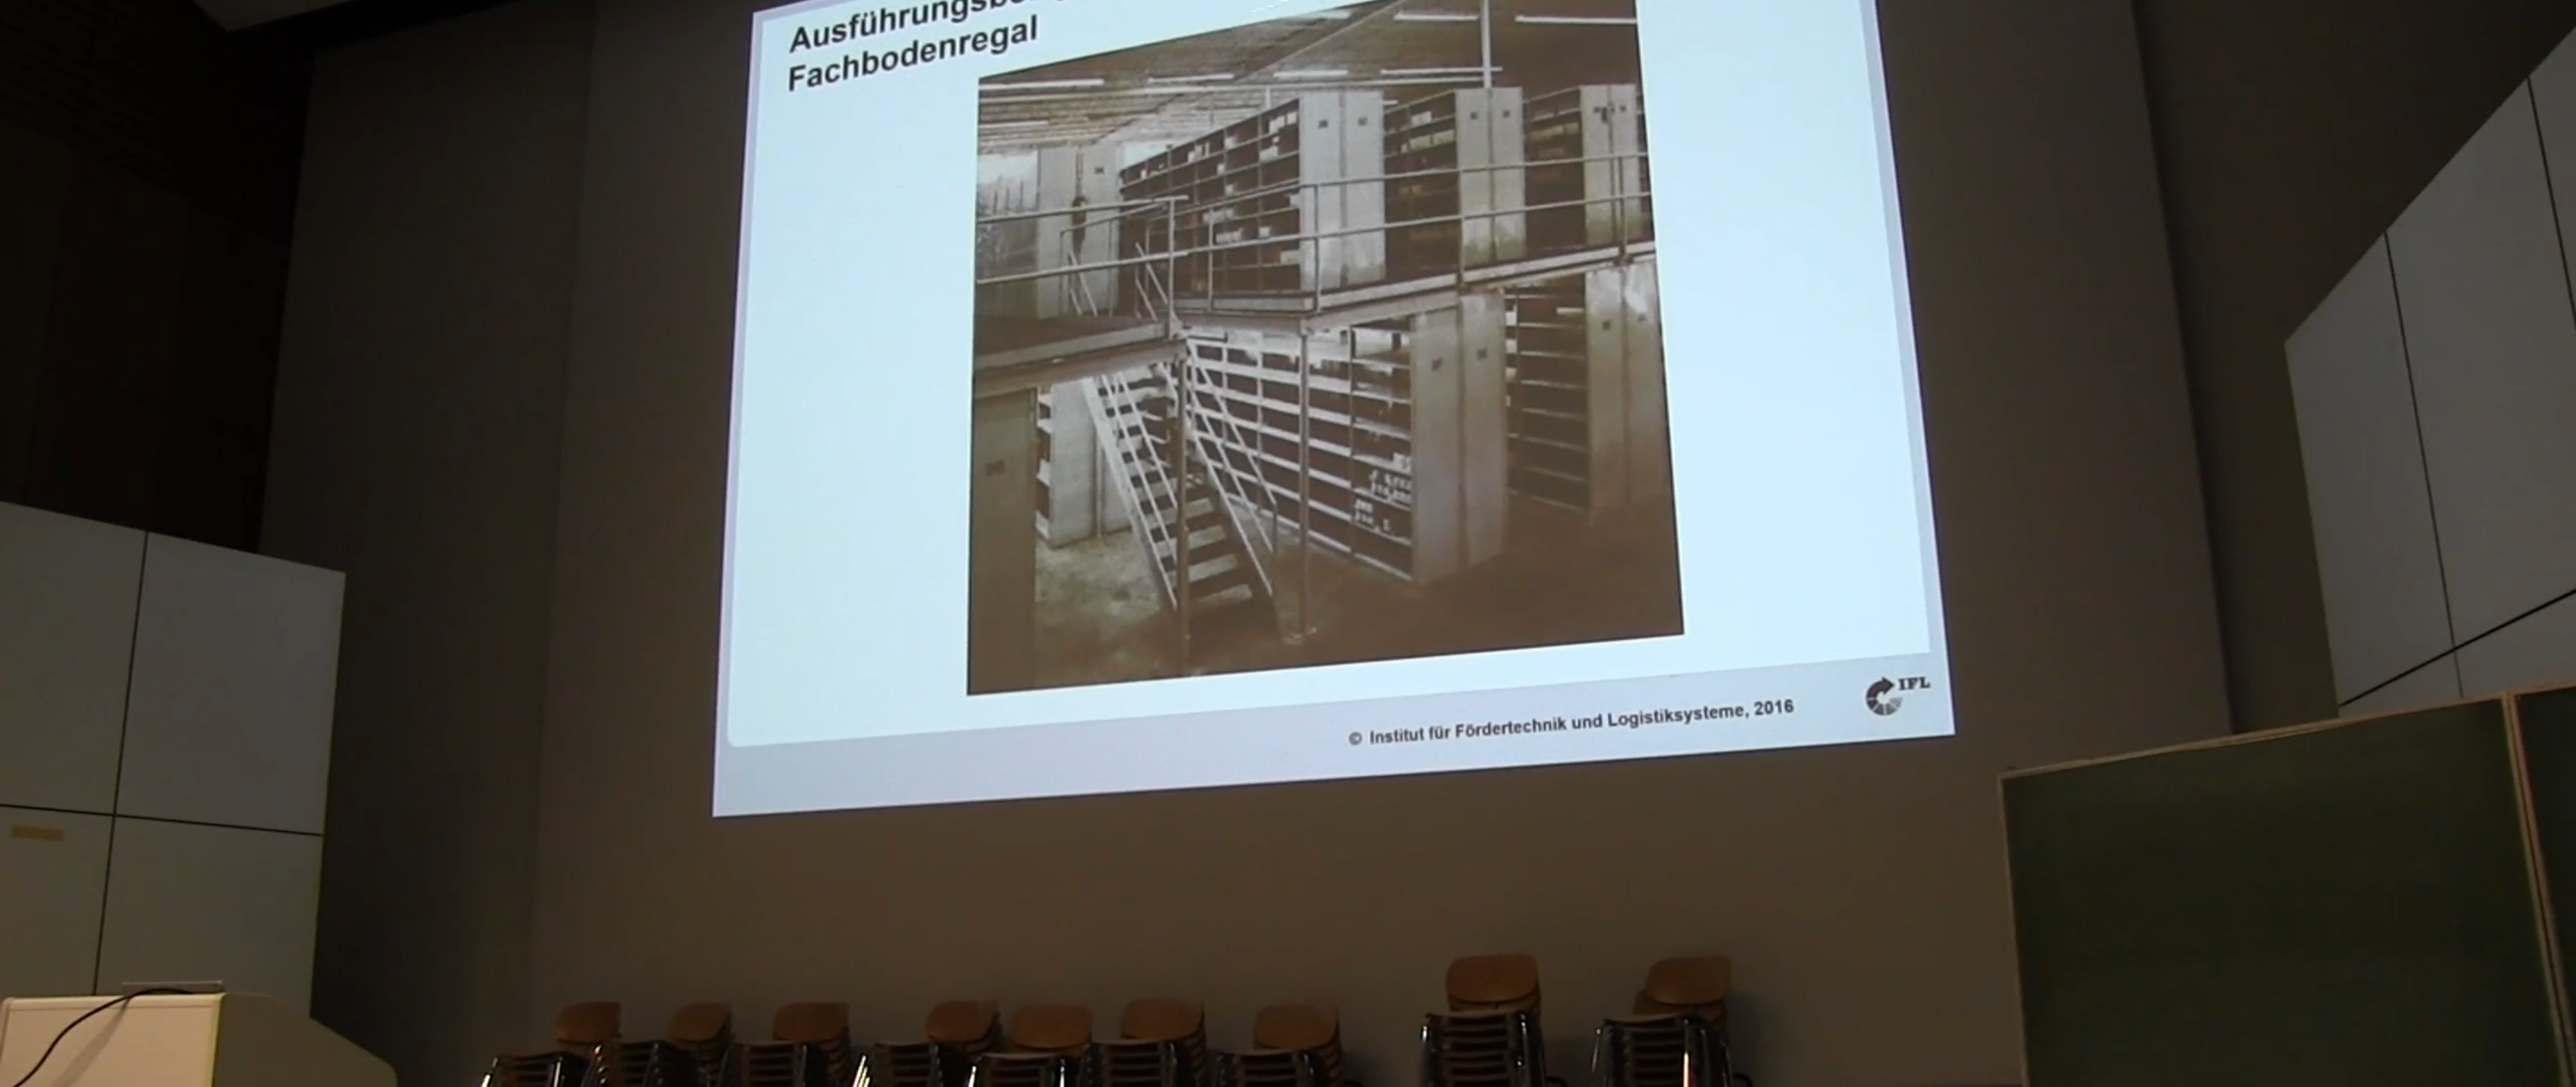 Fachbodenregal
© Institut für Fördertechnik und Logistiksysteme, 2016
IFL